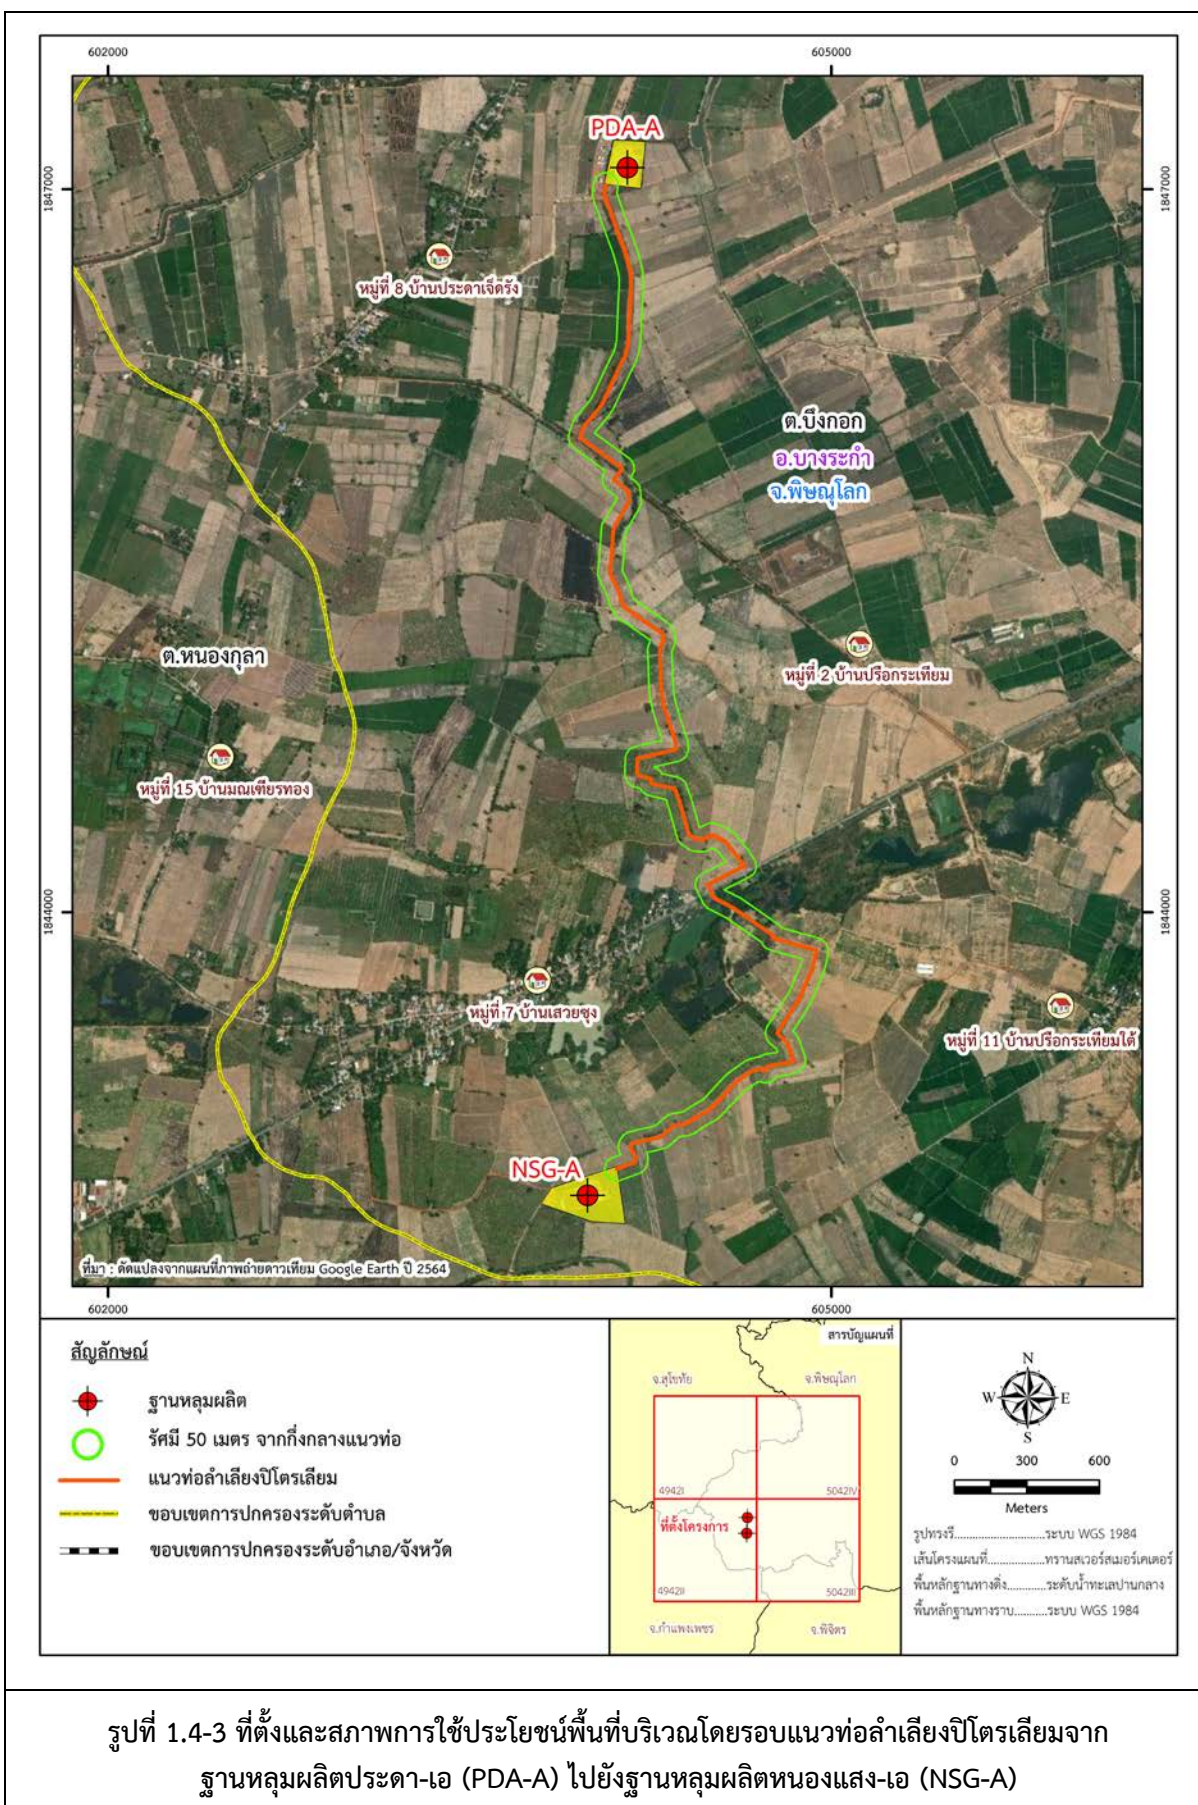 602000
605000
1847000
1847000
PDA-A
หมู่ที่ 8 บ้านประดาเจ็ดรัง
ต.บึงกอก
อ.บางระกำ
จ.พิษณุโลก
ต.หนองกุลา
หมู่ที่ 2 บ้านปรือกระเทียม
หมู่ที่ 15 บ้านมณเฑียรทอง
1844000
1844000
หมู่ที่ 7 บ้านเสวยซุง
หมู่ที่ 11 บ้านปรือกระเทียมใต้
NSG-A
ที่มา : ดัดแปลงจากแผนที่ภาพถ่ายดาวเทียม Google Earth ปี 2564
602000
605000
สัญลักษณ์
ฐานหลุมผลิต
รัศมี 50 เมตร จากกึ่งกลางแนวท่อ
แนวท่อลำเลียงปิโตรเลียม
ขอบเขตการปกครองระดับตำบล
ขอบเขตการปกครองระดับอำเภอ/จังหวัด
สารบัญแผนที่
จ.สุโขทัย
จ.พิษณุโลก
4942I
5042IV
ที่ตั้งโครงการ
4942II
5042III
จ.กำแพงเพชร
จ.พิจิตร
N
W
E
S
0 300 600
Meters
รูปทรงรี..............................ระบบ WGS 1984
เส้นโครงแผนที่...................ทรานสเวอร์สเมอร์เคเตอร์
พื้นหลักฐานทางดิ่ง.............ระดับน้ำทะเลปานกลาง
พื้นหลักฐานทางราบ...........ระบบ WGS 1984
รูปที่ 1.4-3 ที่ตั้งและสภาพการใช้ประโยชน์พื้นที่บริเวณโดยรอบแนวท่อลำเลียงปิโตรเลียมจาก
ฐานหลุมผลิตประดา-เอ (PDA-A) ไปยังฐานหลุมผลิตหนองแสง-เอ (NSG-A)